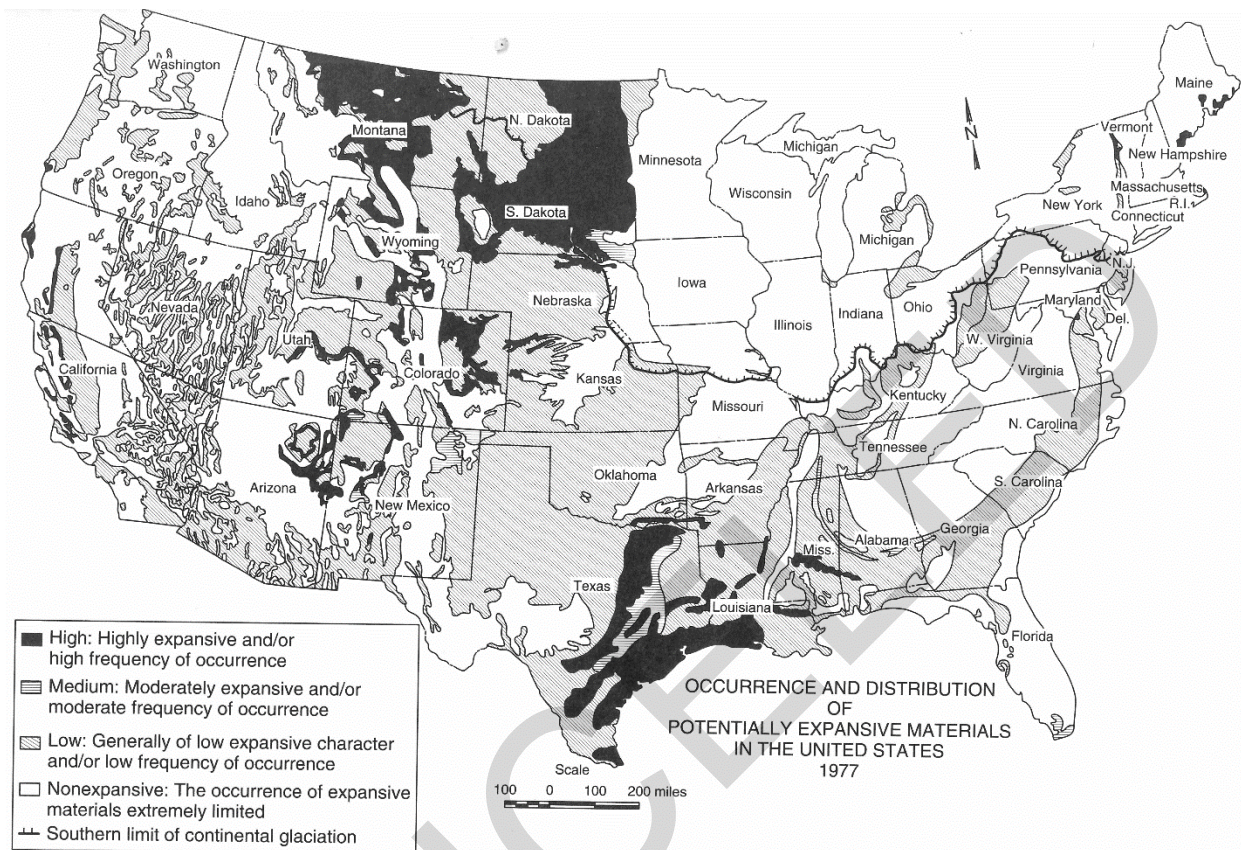 Washington
Montana
N. Dakota
Minnesota
Michigan
Maine
Vermont
New Hampshire
Massachusetts
R.I.
Connecticut
New York
Oregon
Idaho
S. Dakota
Wisconsin
Michigan
Wyoming
Nebraska
Iowa
Illinois
Indiana
Ohio
Pennsylvania
N.J.
Maryland
Del.
W. Virginia
Virginia
Nevada
Utah
California
Colorado
Kansas
Missouri
Kentucky
N. Carolina
Tennessee
Arizona
New Mexico
Oklahoma
Arkansas
S. Carolina
Georgia
Alabama
Miss.
Texas
Louisiana
Florida
N
High: Highly expansive and/or
high frequency of occurrence
Medium: Moderately expansive and/or
moderate frequency of occurrence
Low: Generally of low expansive character
and/or low frequency of occurrence
Nonexpansive: The occurrence of expansive
materials extremely limited
Southern limit of continental glaciation
OCCURRENCE AND DISTRIBUTION
OF
POTENTIALLY EXPANSIVE MATERIALS
IN THE UNITED STATES
1977
Scale
100 0 100 200 miles